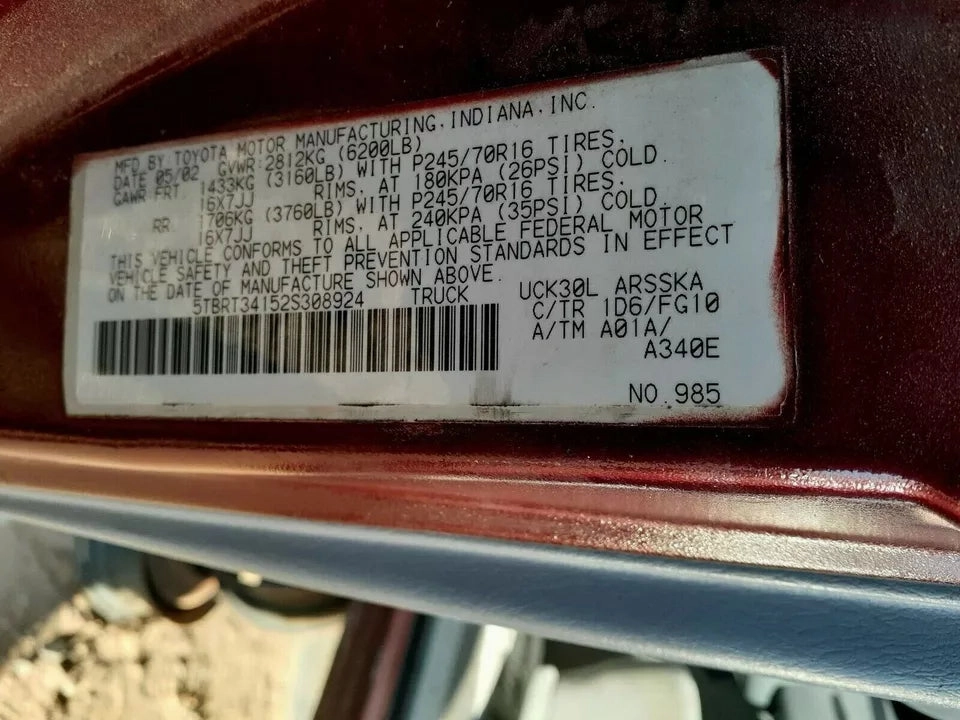 MFD BY TOYOTA MOTOR MANUFACTURING, INDIANA, INC.
DATE 05/02 GVWR:2812KG (6200LB)
GAWR:FRT. 1433KG (3160LB) WITH P245/70R16 TIRES.
16X7JJ RIMS. AT 180KPA (26PSI) COLD.
RR. 1706KG (3760LB) WITH P245/70R16 TIRES.
16X7JJ RIMS. AT 240KPA (35PSI) COLD.
THIS VEHICLE CONFORMS TO ALL APPLICABLE FEDERAL MOTOR
VEHICLE SAFETY AND THEFT PREVENTION STANDARDS IN EFFECT
ON THE DATE OF MANUFACTURE SHOWN ABOVE.
5TBRT34152S308924 TRUCK
UCK30L ARSSKA
C/TR 1D6/FG10
A/TM A01A/
A340E
NO.985